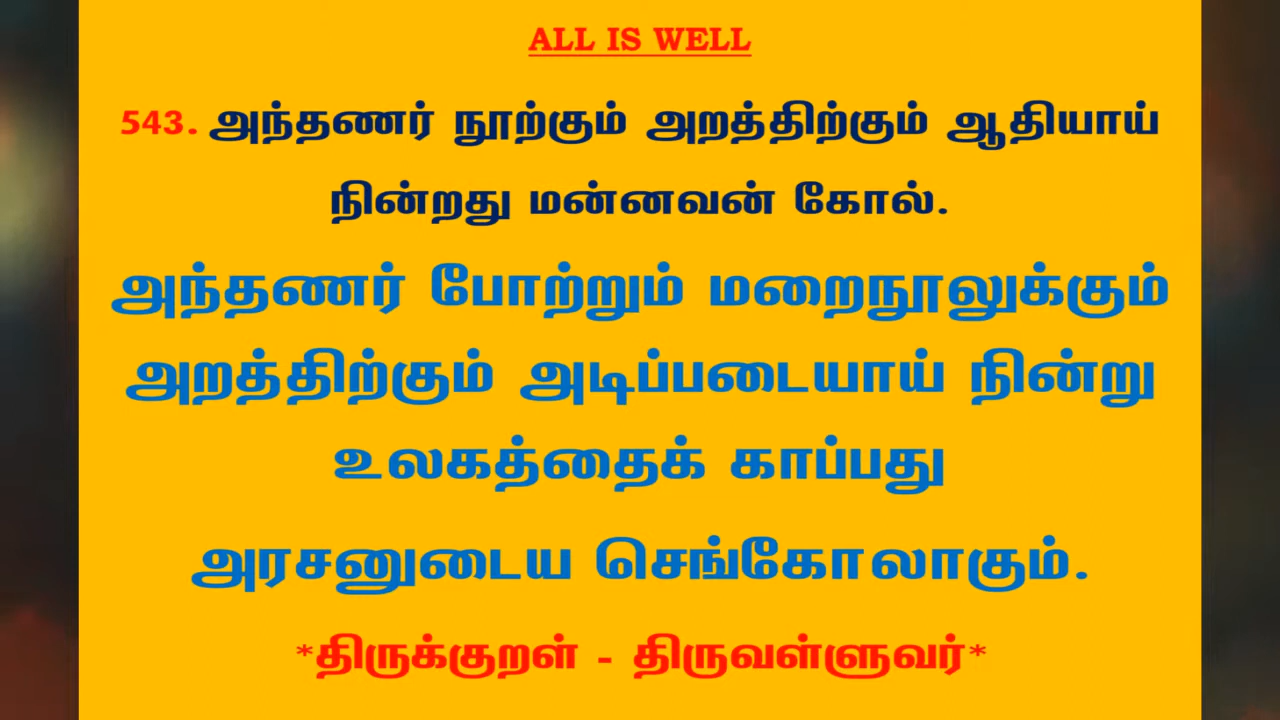 ALL IS WELL
543. அந்தணர் நூற்கும் அறத்திற்கும் ஆதியாய்
நின்றது மன்னவன் கோல்.
அந்தணர் போற்றும் மறைநூலுக்கும்
அறத்திற்கும் அடிப்படையாய் நின்று
உலகத்தைக் காப்பது
அரசனுடைய செங்கோலாகும்.
*திருக்குறள் - திருவள்ளுவர்*